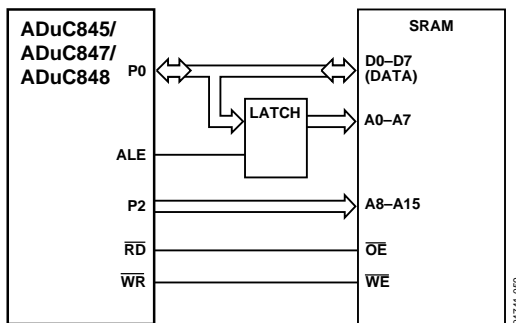 ADuC845/
ADuC847/
ADuC848
SRAM
P0
D0–D7
(DATA)
LATCH
A0–A7
ALE
P2
A8–A15
RD
OE
WR
WE